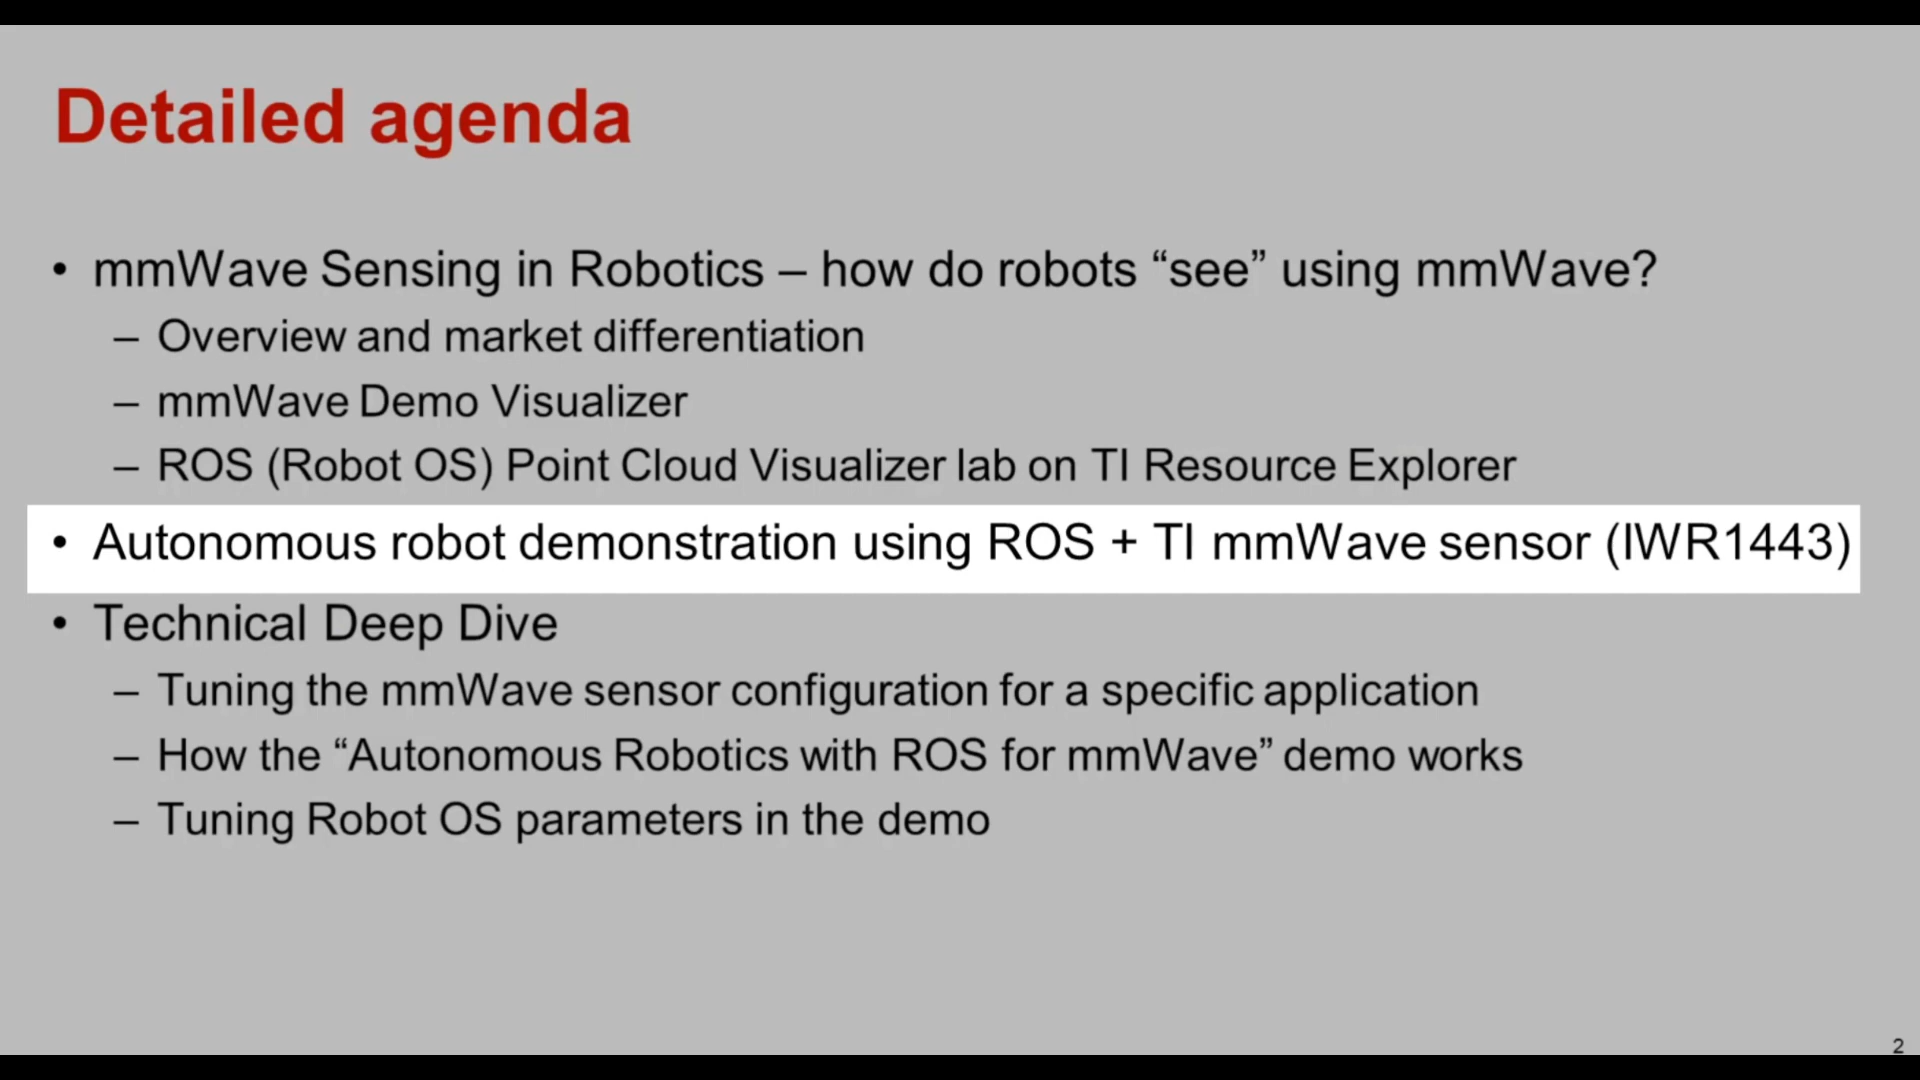 Detailed agenda
• mmWave Sensing in Robotics – how do robots “see” using mmWave?
– Overview and market differentiation
– mmWave Demo Visualizer
– ROS (Robot OS) Point Cloud Visualizer lab on TI Resource Explorer
• Autonomous robot demonstration using ROS + TI mmWave sensor (IWR1443)
• Technical Deep Dive
– Tuning the mmWave sensor configuration for a specific application
– How the “Autonomous Robotics with ROS for mmWave” demo works
– Tuning Robot OS parameters in the demo
2